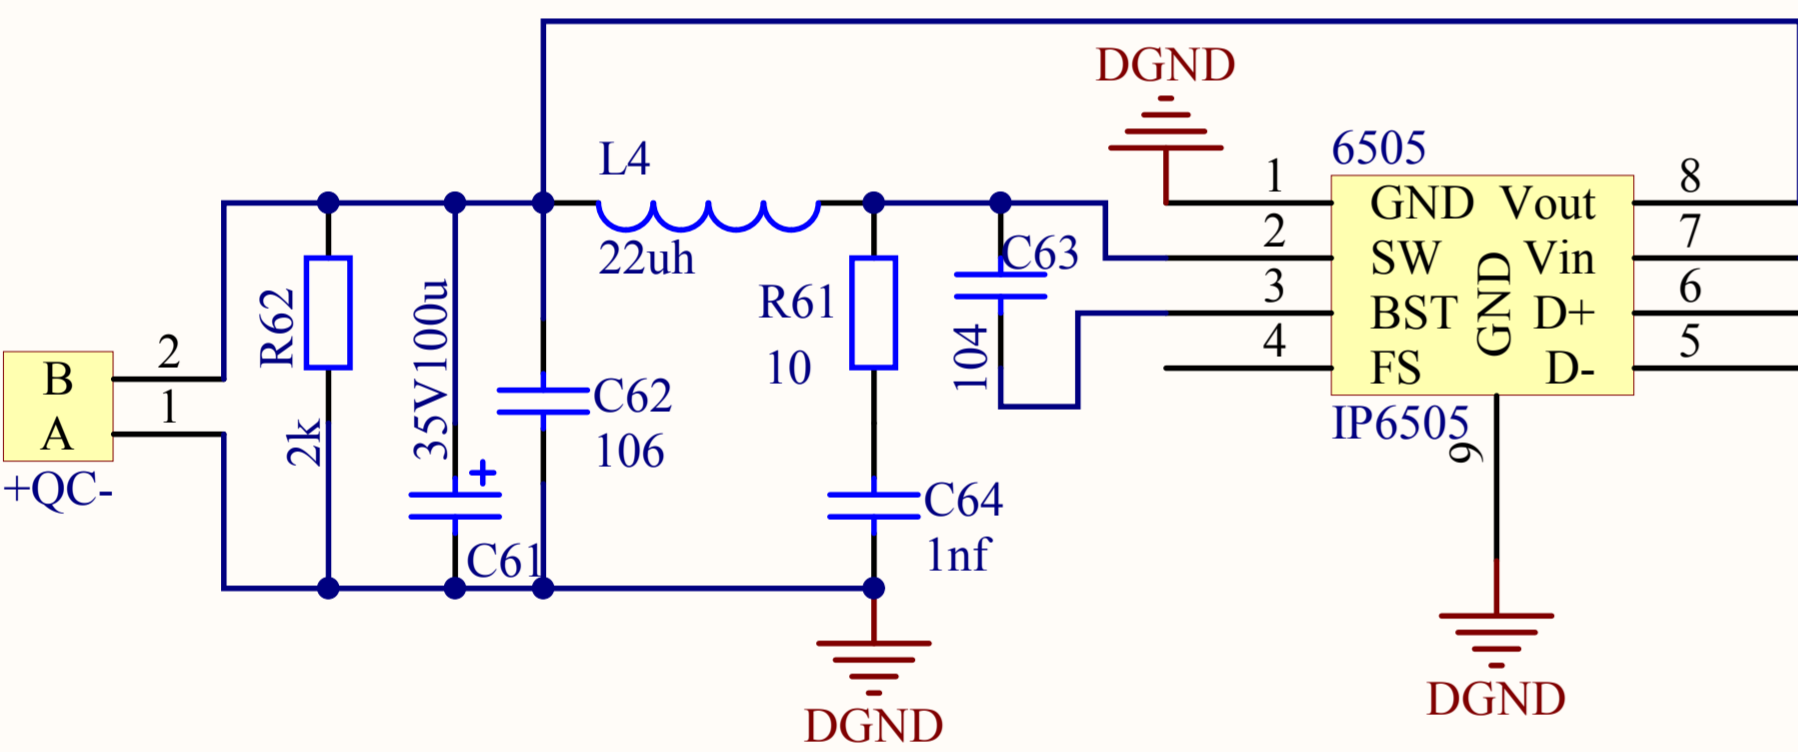 DGND
L4
22uh
6505
1
GND
Vout
8
2
SW
Vin
7
3
BST
D+
6
4
FS
D-
5
GND
IP6505
9
DGND
C63
104
R61
10
C64
1nf
DGND
R62
2k
35V100u
C61
C62
106
B
2
A
1
+QC-